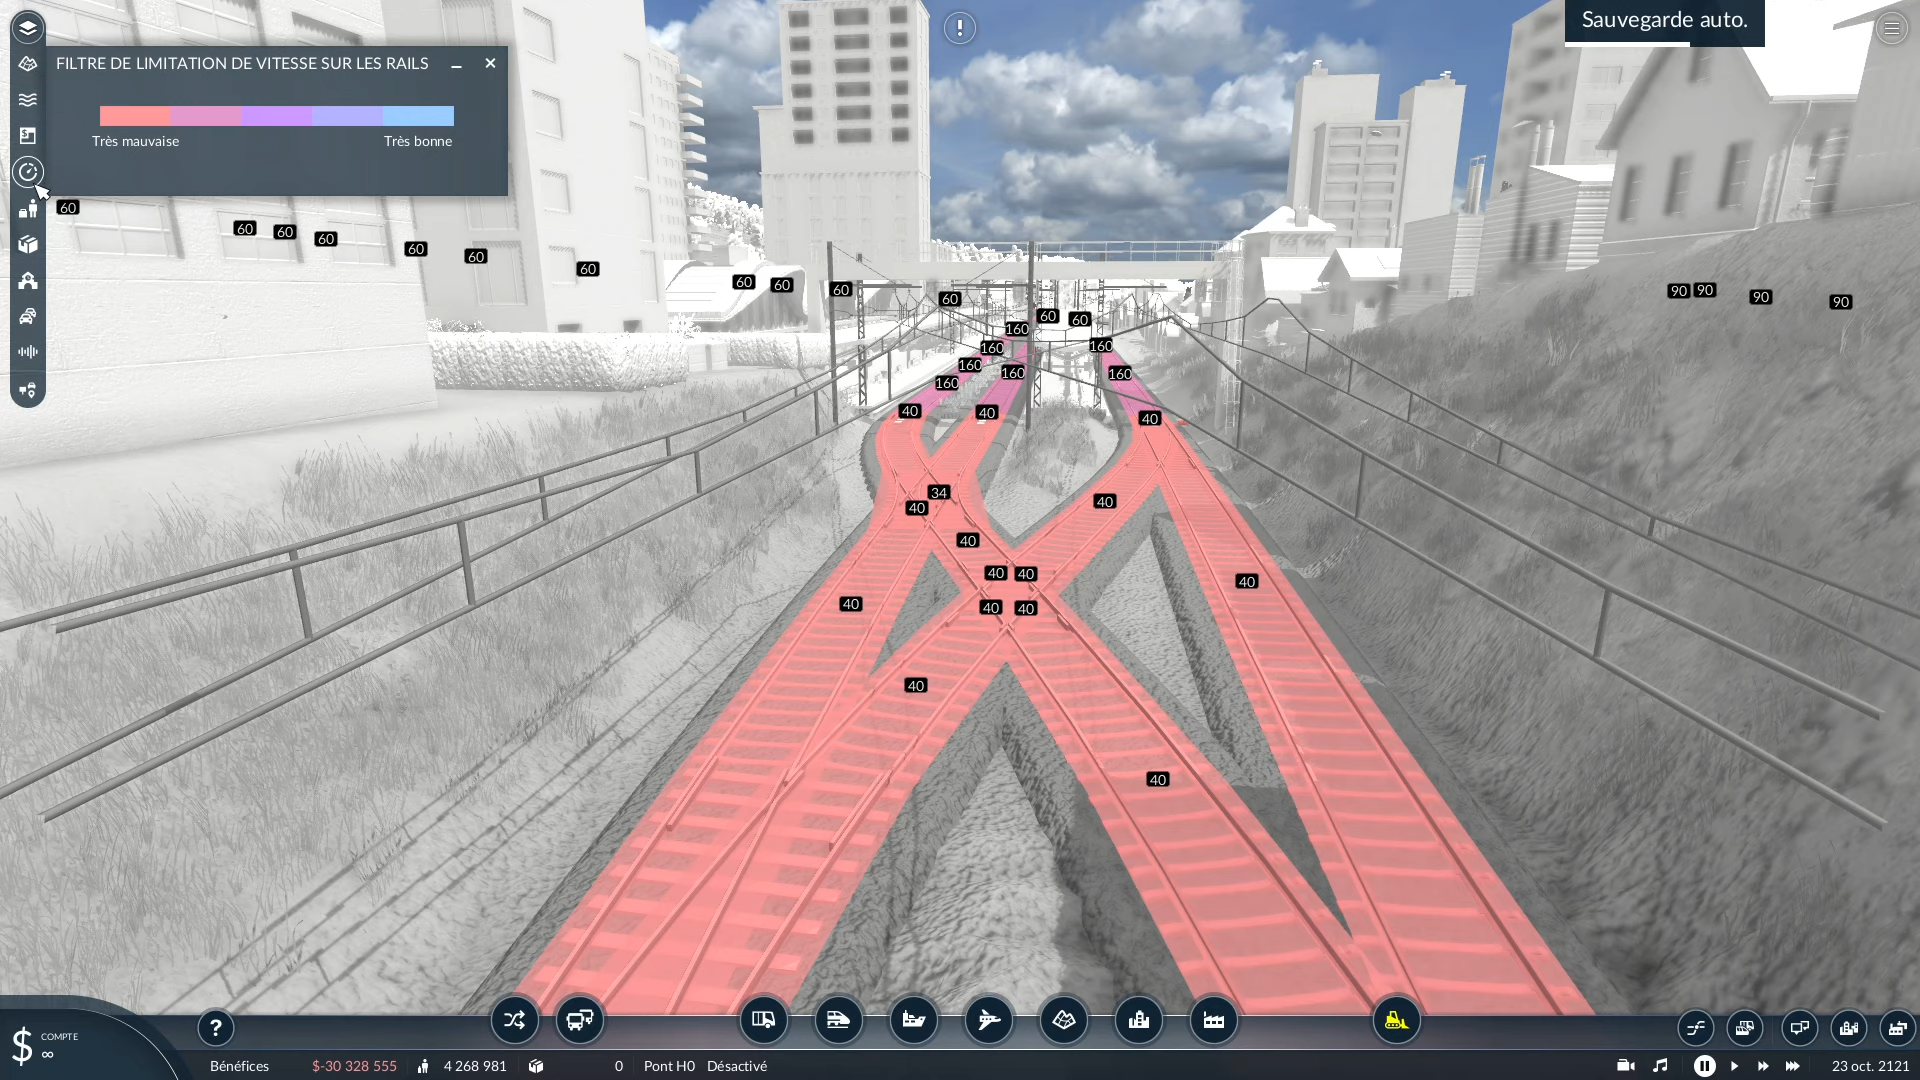 Sauvegarde auto.
FILTRE DE LIMITATION DE VITESSE SUR LES RAILS
Très mauvaise Très bonne
60
60 60 60 60 60 60
60 60 60 60 60 60
90 90 90 90
160 160 160 160 160
160 160
40 40 40
34
40 40
40
40 40
40 40
40 40
40
40
COMPTE
∞
Bénéfices $-30 328 555 4 268 981 0 Pont H0 Désactivé 23 oct. 2121